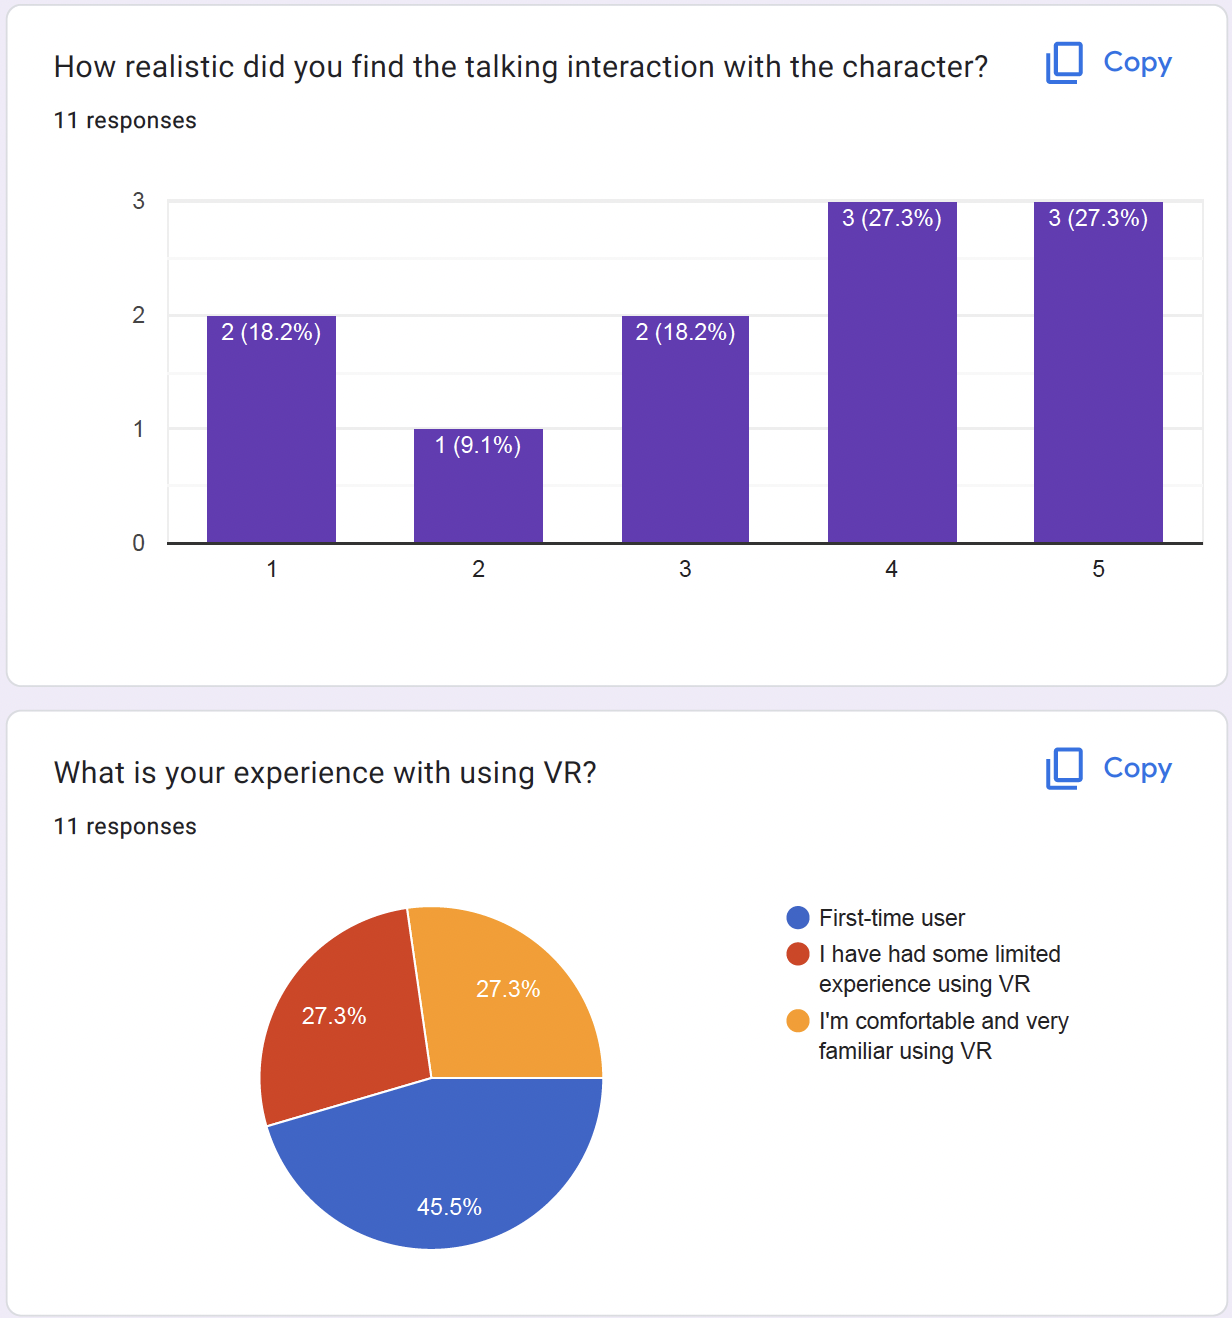 How realistic did you find the talking interaction with the character?
Copy
11 responses
3
2
1
0
2 (18.2%)
1 (9.1%)
2 (18.2%)
3 (27.3%)
3 (27.3%)
1
2
3
4
5
What is your experience with using VR?
Copy
11 responses
27.3%
27.3%
45.5%
First-time user
I have had some limited
experience using VR
I'm comfortable and very
familiar using VR